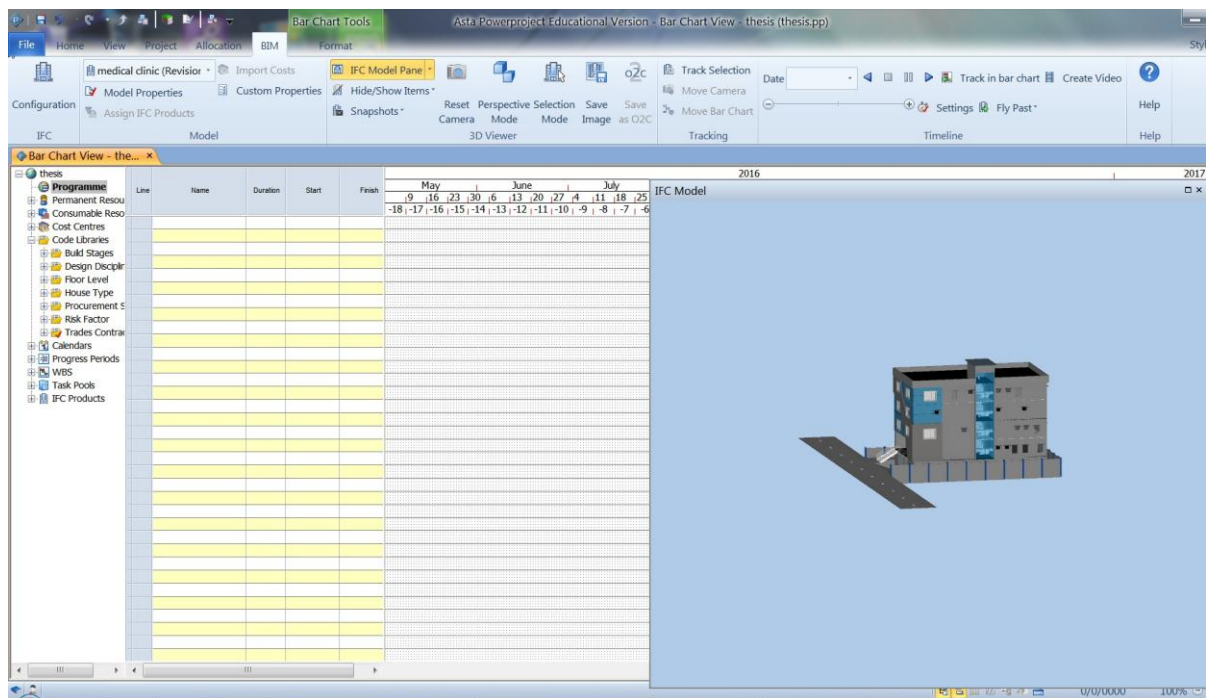 Bar Chart Tools
Asta Powerproject Educational Version - Bar Chart View - thesis (thesis.pp)
File Home View Project Allocation BIM Format Styl
medical clinic (Revisior Import Costs
Model Properties Custom Properties
Assign IFC Products
Configuration
IFC Model Pane
Hide/Show Items
Snapshots
Reset Camera Perspective Mode Selection Mode Save Image Save as O2C
o2c
Track Selection
Move Camera
Move Bar Chart
Date
Track in bar chart Create Video
Settings Fly Past
Help
IFC Model 3D Viewer Tracking Timeline Help
Bar Chart View - the...
thesis
Programme
Permanent Resou
Consumable Reso
Cost Centres
Code Libraries
Build Stages
Design Disciplin
Floor Level
House Type
Procurement S
Risk Factor
Trades Contrac
Calendars
Progress Periods
WBS
Task Pools
IFC Products
Line Name Duration Start Finish
2016 2017
May June July
9 16 23 30 6 13 20 27 4 11 18 25
-18 -17 -16 -15 -14 -13 -12 -11 -10 -9 -8 -7 -6
IFC Model
0/0/0000 100%